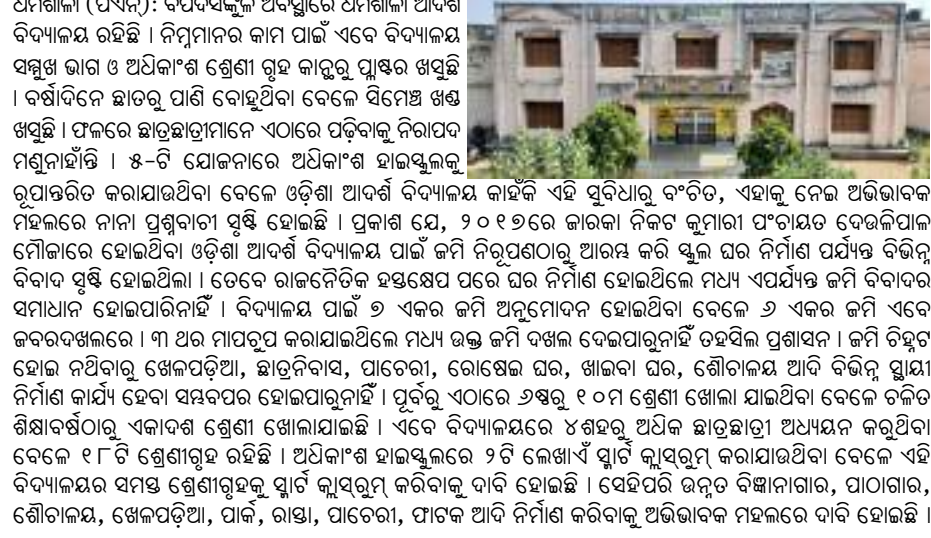 ଧର୍ମଶାଳା (ପିଏନ୍): ବିପଦସଙ୍କୁଳ ଅବସ୍ଥାରେ ଧର୍ମଶାଳା ଆଦର୍ଶ
ବିଦ୍ୟାଳୟ ରହିଛି । ନିମ୍ନମାନର କାମ ପାଇଁ ଏବେ ବିଦ୍ୟାଳୟ
ସମ୍ମୁଖ ଭାଗ ଓ ଅଧିକାଂଶ ଶ୍ରେଣୀ ଗୃହ କାନ୍ଥରୁ ପ୍ଳାଷ୍ଟର ଖସୁଛି
। ବର୍ଷାଦିନେ ଛାତରୁ ପାଣି ବୋହୁଥିବା ବେଳେ ସିମେଞ୍ଚ ଖଣ୍ଡ
ଖସୁଛି । ଫଳରେ ଛାତ୍ରଛାତ୍ରୀମାନେ ଏଠାରେ ପଢ଼ିବାକୁ ନିରାପଦ
ମଣୁନାହାଁନ୍ତି । ୫-ଟି ଯୋଜନାରେ ଅଧିକାଂଶ ହାଇସ୍କୁଲକୁ
ରୂପାନ୍ତରିତ କରାଯାଉଥିବା ବେଳେ ଓଡ଼ିଶା ଆଦର୍ଶ ବିଦ୍ୟାଳୟ କାହିଁକି ଏହି ସୁବିଧାରୁ ବଂଚିତ, ଏହାକୁ ନେଇ ଅଭିଭାବକ
ମହଲରେ ନାନା ପ୍ରଶ୍ନବାଚୀ ସୃଷ୍ଟି ହୋଇଛି । ପ୍ରକାଶ ଯେ, ୨୦୧୭ରେ ଜାରକା ନିକଟ କୁମାରୀ ପଂଚାୟତ ଦେଉଳିପାଳ
ମୌଜାରେ ହୋଇଥିବା ଓଡ଼ିଶା ଆଦର୍ଶ ବିଦ୍ୟାଳୟ ପାଇଁ ଜମି ନିରୂପଣଠାରୁ ଆରମ୍ଭ କରି ସ୍କୁଲ ଘର ନିର୍ମାଣ ପର୍ଯ୍ୟନ୍ତ ବିଭିନ୍ନ
ବିବାଦ ସୃଷ୍ଟି ହୋଇଥିଲା । ତେବେ ରାଜନୈତିକ ହସ୍ତକ୍ଷେପ ପରେ ଘର ନିର୍ମାଣ ହୋଇଥିଲେ ମଧ୍ୟ ଏପର୍ଯ୍ୟନ୍ତ ଜମି ବିବାଦର
ସମାଧାନ ହୋଇପାରିନାହିଁ । ବିଦ୍ୟାଳୟ ପାଇଁ ୭ ଏକର ଜମି ଅନୁମୋଦନ ହୋଇଥିବା ବେଳେ ୬ ଏକର ଜମି ଏବେ
ଜବରଦଖଲରେ । ୩ ଥର ମାପଚୁପ କରାଯାଇଥିଲେ ମଧ୍ୟ ଉକ୍ତ ଜମି ଦଖଲ ଦେଇପାରୁନାହିଁ ତହସିଲ ପ୍ରଶାସନ । ଜମି ଚିହ୍ନଟ
ହୋଇ ନଥିବାରୁ ଖେଳପଡ଼ିଆ, ଛାତ୍ରନିବାସ, ପାଚେରୀ, ରୋଷେଇ ଘର, ଖାଇବା ଘର, ଶୌଚାଳୟ ଆଦି ବିଭିନ୍ନ ସ୍ଥାୟୀ
ନିର୍ମାଣ କାର୍ଯ୍ୟ ହେବା ସମ୍ଭବପର ହୋଇପାରୁନାହିଁ । ପୂର୍ବରୁ ଏଠାରେ ୬ଷ୍ଠରୁ ୧୦ମ ଶ୍ରେଣୀ ଖୋଲା ଯାଇଥିବା ବେଳେ ଚଳିତ
ଶିକ୍ଷାବର୍ଷଠାରୁ ଏକାଦଶ ଶ୍ରେଣୀ ଖୋଲାଯାଇଛି । ଏବେ ବିଦ୍ୟାଳୟରେ ୪ଶହରୁ ଅଧିକ ଛାତ୍ରଛାତ୍ରୀ ଅଧ୍ୟୟନ କରୁଥିବା
ବେଳେ ୧୮ଟି ଶ୍ରେଣୀଗୃହ ରହିଛି । ଅଧିକାଂଶ ହାଇସ୍କୁଲରେ ୨ଟି ଲେଖାଏଁ ସ୍ମାର୍ଟ କ୍ଲାସ୍‌ରୁମ୍ କରାଯାଉଥିବା ବେଳେ ଏହି
ବିଦ୍ୟାଳୟର ସମସ୍ତ ଶ୍ରେଣୀଗୃହକୁ ସ୍ମାର୍ଟ କ୍ଲାସ୍‌ରୁମ୍ କରିବାକୁ ଦାବି ହୋଇଛି । ସେହିପରି ଉନ୍ନତ ବିଜ୍ଞାନାଗାର, ପାଠାଗାର,
ଶୌଚାଳୟ, ଖେଳପଡ଼ିଆ, ପାର୍କ, ରାସ୍ତା, ପାଚେରୀ, ଫାଟକ ଆଦି ନିର୍ମାଣ କରିବାକୁ ଅଭିଭାବକ ମହଲରେ ଦାବି ହୋଇଛି ।